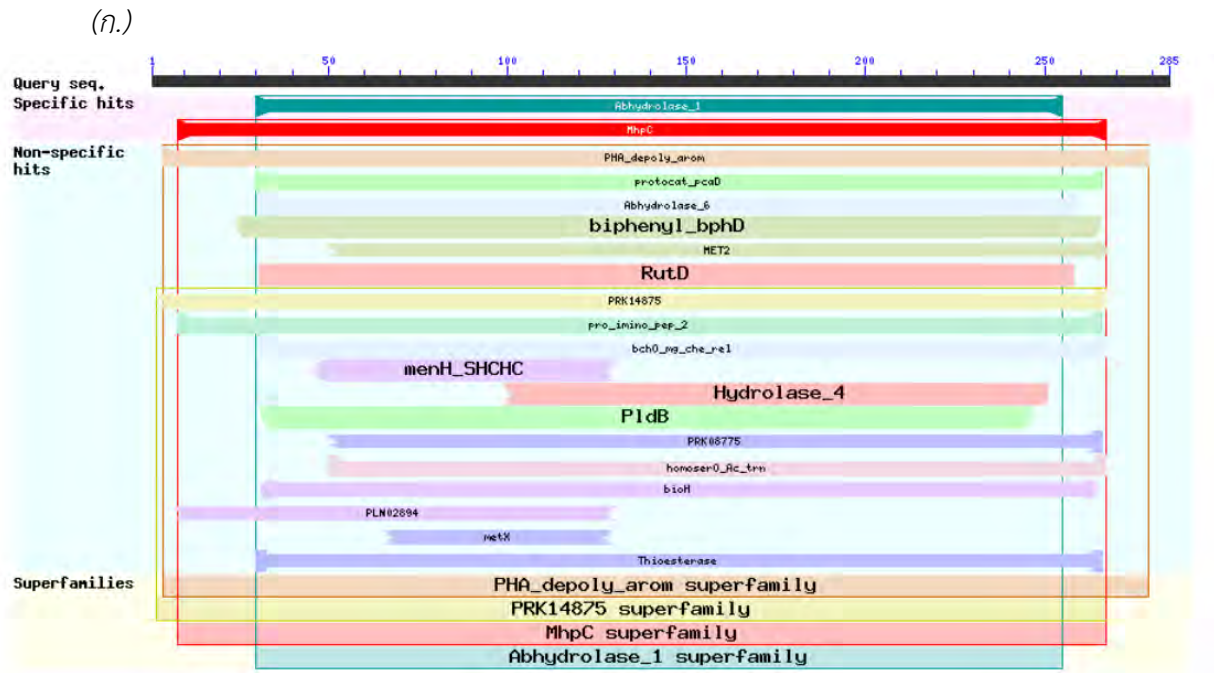 (ก.)
1 50 100 150 200 250 285
Query seq.
Specific hits
Abhydrolase_1
MhpC
Non-specific
hits
PHA_depoly_arom
protocat_pcaD
Abhydrolase_6
biphenyl_bphD
MET2
RutD
PRK14875
pro_imino_pep_2
bchO_mg_che_rel
menH_SHCHC
Hydrolase_4
PldB
PRK08775
homoserO_Ac_trn
bioH
PLN02894
metX
Thioesterase
Superfamilies
PHA_depoly_arom superfamily
PRK14875 superfamily
MhpC superfamily
Abhydrolase_1 superfamily